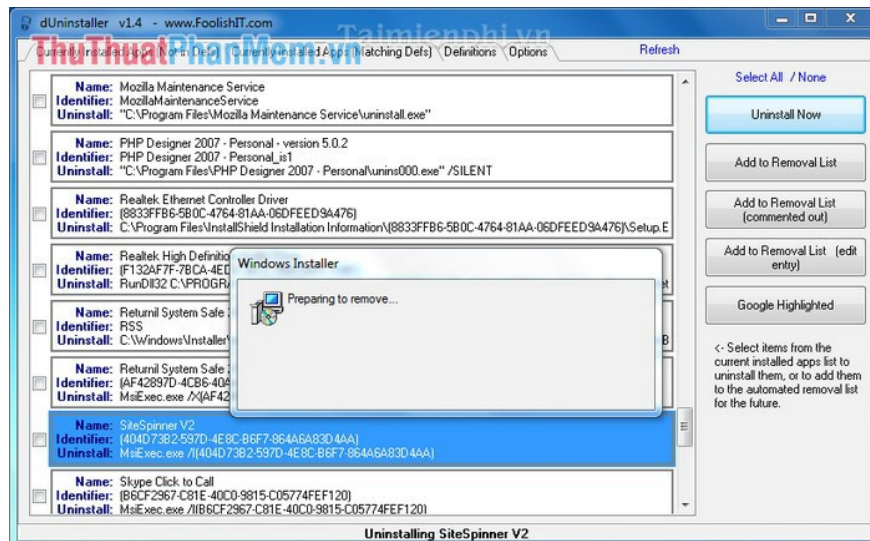 dUninstaller v1.4 - www.FoolishIT.com
Taimienphi.vn
ThuThuatPhanMem.vn
Currently Installed Apps (Not in Defs) Currently Installed Apps (Matching Defs) Definitions Options Refresh
Name: Mozilla Maintenance Service
Identifier: MozillaMaintenanceService
Uninstall: "C:\Program Files\Mozilla Maintenance Service\uninstall.exe"
Name: PHP Designer 2007 - Personal - version 5.0.2
Identifier: PHP Designer 2007 - Personal_is1
Uninstall: "C:\Program Files\PHP Designer 2007 - Personal\unins000.exe" /SILENT
Name: Realtek Ethernet Controller Driver
Identifier: {8833FFB6-5B0C-4764-81AA-06DFEED9A476}
Uninstall: C:\Program Files\InstallShield Installation Information\{8833FFB6-5B0C-4764-81AA-06DFEED9A476}\Setup.E
Name: Realtek High Definitio
Identifier: {F132AF7F-7BCA-4ED
Uninstall: RunDll32 C:\PROGRA
Name: Returnil System Safe
Identifier: RSS
Uninstall: C:\Windows\Installer\
Name: Returnil System Safe
Identifier: {AF42897D-4CB6-40A
Uninstall: MsiExec.exe /X{AF42
Name: SiteSpinner V2
Identifier: {404D73B2-597D-4E8C-B6F7-864A6A83D4AA}
Uninstall: MsiExec.exe /I{404D73B2-597D-4E8C-B6F7-864A6A83D4AA}
Name: Skype Click to Call
Identifier: {B6CF2967-C81E-40C0-9815-C05774FEF120}
Uninstall: MsiExec.exe /I{B6CF2967-C81E-40C0-9815-C05774FEF120}
Windows Installer
Preparing to remove...
Select All / None
Uninstall Now
Add to Removal List
Add to Removal List
(commented out)
Add to Removal List (edit
entry)
Google Highlighted
<- Select items from the
current installed apps list to
uninstall them, or to add them
to the automated removal list
for the future.
Uninstalling SiteSpinner V2